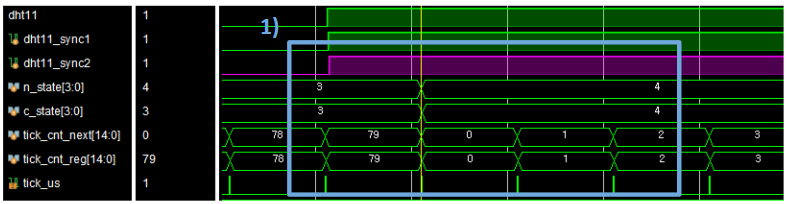 1)
dht11 1
dht11_sync1 1
dht11_sync2 1
n_state[3:0] 4 3 4
c_state[3:0] 3 3 4
tick_cnt_next[14:0] 0 78 79 0 1 2 3
tick_cnt_reg[14:0] 79 78 79 0 1 2 3
tick_us 1